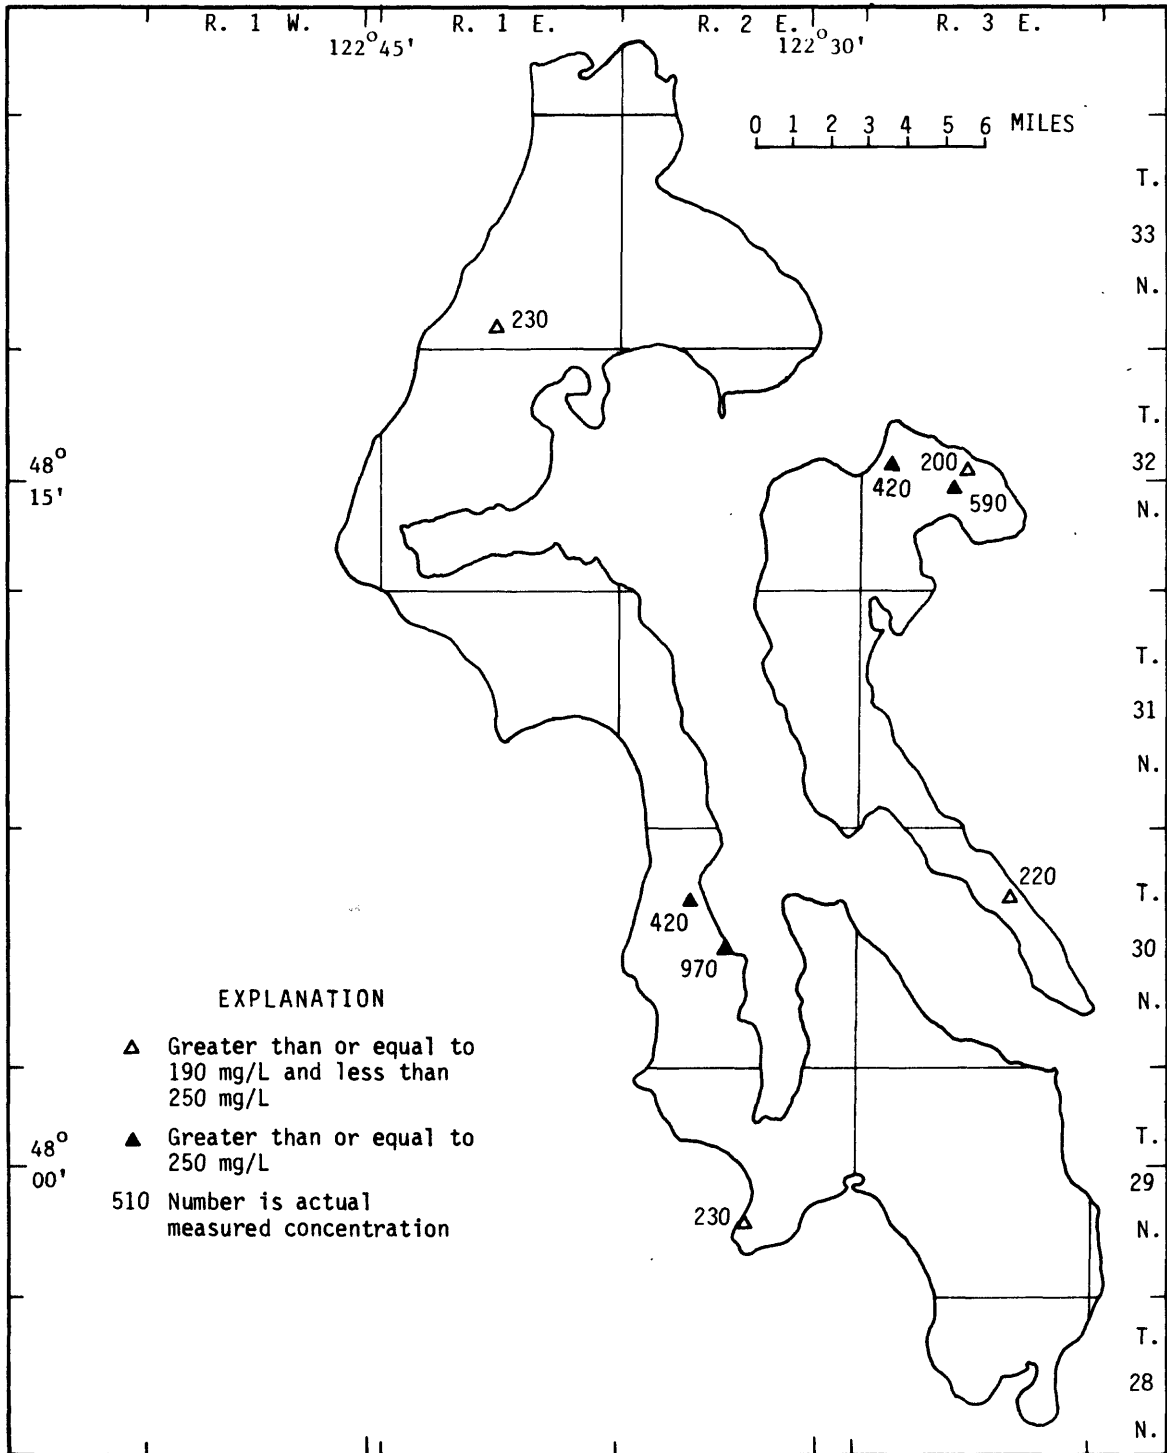 R. 1 W.
R. 1 E.
R. 2 E.
R. 3 E.
122°45'
122°30'
0 1 2 3 4 5 6 MILES
T.
33
N.
230
T.
32
N.
48°
15'
200
420
590
T.
31
N.
220
T.
30
N.
420
970
EXPLANATION
Greater than or equal to
190 mg/L and less than
250 mg/L
Greater than or equal to
250 mg/L
510 Number is actual
measured concentration
48°
00'
T.
29
N.
230
T.
28
N.